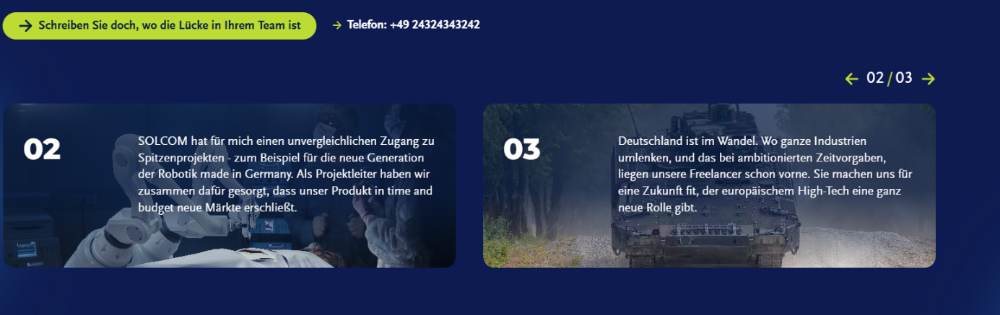 Schreiben Sie doch, wo die Lücke in Ihrem Team ist
Telefon: +49 24324343242
02 / 03
02
SOLCOM hat für mich einen unvergleichlichen Zugang zu
Spitzenprojekten - zum Beispiel für die neue Generation
der Robotik made in Germany. Als Projektleiter haben wir
zusammen dafür gesorgt, dass unser Produkt in time and
budget neue Märkte erschließt.
03
Deutschland ist im Wandel. Wo ganze Industrien
umlenken, und das bei ambitionierten Zeitvorgaben,
liegen unsere Freelancer schon vorne. Sie machen uns für
eine Zukunft fit, der europäischem High-Tech eine ganz
neue Rolle gibt.